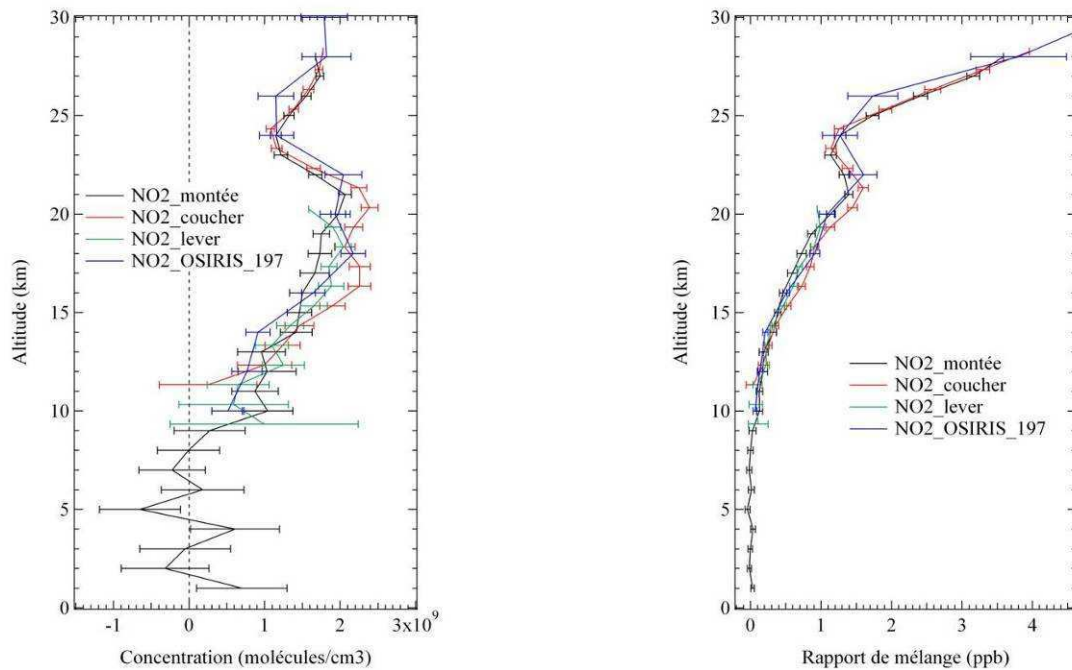 30
25
20
15
10
5
0
Altitude (km)
NO2_montée
NO2_coucher
NO2_lever
NO2_OSIRIS_197
-1
0
1
2
3x10⁹
Concentration (molécules/cm3)
30
25
20
15
10
5
0
Altitude (km)
NO2_montée
NO2_coucher
NO2_lever
NO2_OSIRIS_197
0
1
2
3
4
Rapport de mélange (ppb)